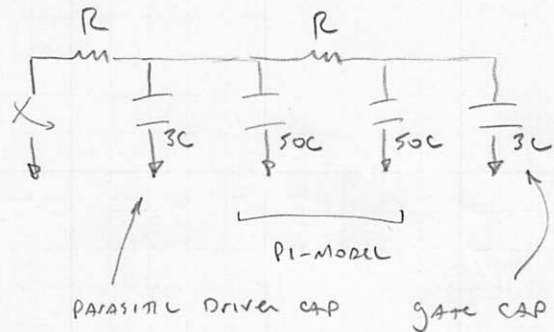 R R
3C 50C 50C 3C
PI-MODEL
PARASITIC DRIVER CAP gATE CAP